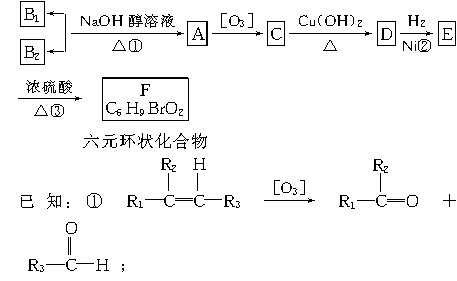 B₁
B₂
NaOH 醇溶液 △① A [O₃] C Cu(OH)₂ △ D H₂ Ni② E
浓硫酸 △③ F C₆H₉BrO₂
六元环状化合物
R₂ H R₂
已知：① R₁—C=C—R₃ [O₃] R₁—C=O +
O
R₃—C—H；